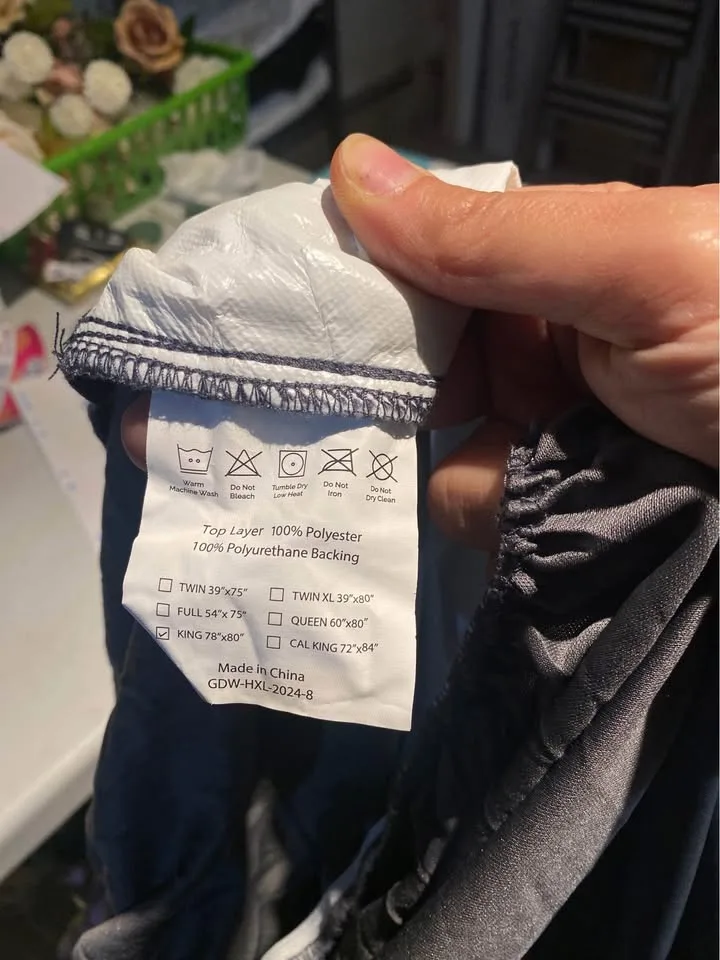 Warm
Machine Wash
Do Not
Bleach
Tumble Dry
Low Heat
Do Not
Iron
Do Not
Dry Clean
Top Layer 100% Polyester
100% Polyurethane Backing
TWIN 39"x75"
TWIN XL 39"x80"
FULL 54"x 75"
QUEEN 60"x80"
KING 78"x80"
CAL KING 72"x84"
Made in China
GDW-HXL-2024-8